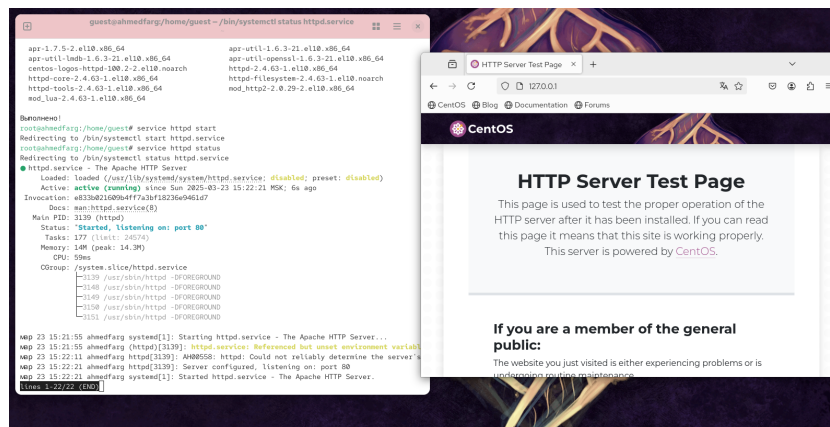 guest@ahmedfarg:/home/guest — /bin/systemctl status httpd.service
apr-1.7.5-2.el10.x86_64 apr-util-1.6.3-21.el10.x86_64
apr-util-lmdb-1.6.3-21.el10.x86_64 apr-util-openssl-1.6.3-21.el10.x86_64
centos-logos-httpd-100.2-2.el10.noarch httpd-2.4.63-1.el10.x86_64
httpd-core-2.4.63-1.el10.x86_64 httpd-filesystem-2.4.63-1.el10.noarch
httpd-tools-2.4.63-1.el10.x86_64 mod_http2-2.0.29-2.el10.x86_64
mod_lua-2.4.63-1.el10.x86_64
Выполнено!
root@ahmedfarg:/home/guest# service httpd start
Redirecting to /bin/systemctl start httpd.service
root@ahmedfarg:/home/guest# service httpd status
Redirecting to /bin/systemctl status httpd.service
● httpd.service - The Apache HTTP Server
Loaded: loaded (/usr/lib/systemd/system/httpd.service; disabled; preset: disabled)
Active: active (running) since Sun 2025-03-23 15:22:21 MSK; 6s ago
Invocation: e833b021609b4ff7a3bf18236e9461d7
Docs: man:httpd.service(8)
Main PID: 3139 (httpd)
Status: "Started, listening on: port 80"
Tasks: 177 (limit: 24574)
Memory: 14M (peak: 14.3M)
CPU: 59ms
CGroup: /system.slice/httpd.service
├─3139 /usr/sbin/httpd -DFOREGROUND
├─3148 /usr/sbin/httpd -DFOREGROUND
├─3149 /usr/sbin/httpd -DFOREGROUND
├─3150 /usr/sbin/httpd -DFOREGROUND
└─3151 /usr/sbin/httpd -DFOREGROUND
мар 23 15:21:55 ahmedfarg systemd[1]: Starting httpd.service - The Apache HTTP Server...
мар 23 15:21:55 ahmedfarg (httpd)[3139]: httpd.service: Referenced but unset environment variabl
мар 23 15:22:11 ahmedfarg httpd[3139]: AH00558: httpd: Could not reliably determine the server's
мар 23 15:22:21 ahmedfarg httpd[3139]: Server configured, listening on: port 80
мар 23 15:22:21 ahmedfarg systemd[1]: Started httpd.service - The Apache HTTP Server.
lines 1-22/22 (END)
HTTP Server Test Page
127.0.0.1
CentOS Blog Documentation Forums
CentOS
HTTP Server Test Page
This page is used to test the proper operation of the
HTTP server after it has been installed. If you can read
this page it means that this site is working properly.
This server is powered by CentOS.
If you are a member of the general
public:
The website you just visited is either experiencing problems or is
undergoing routine maintenance.